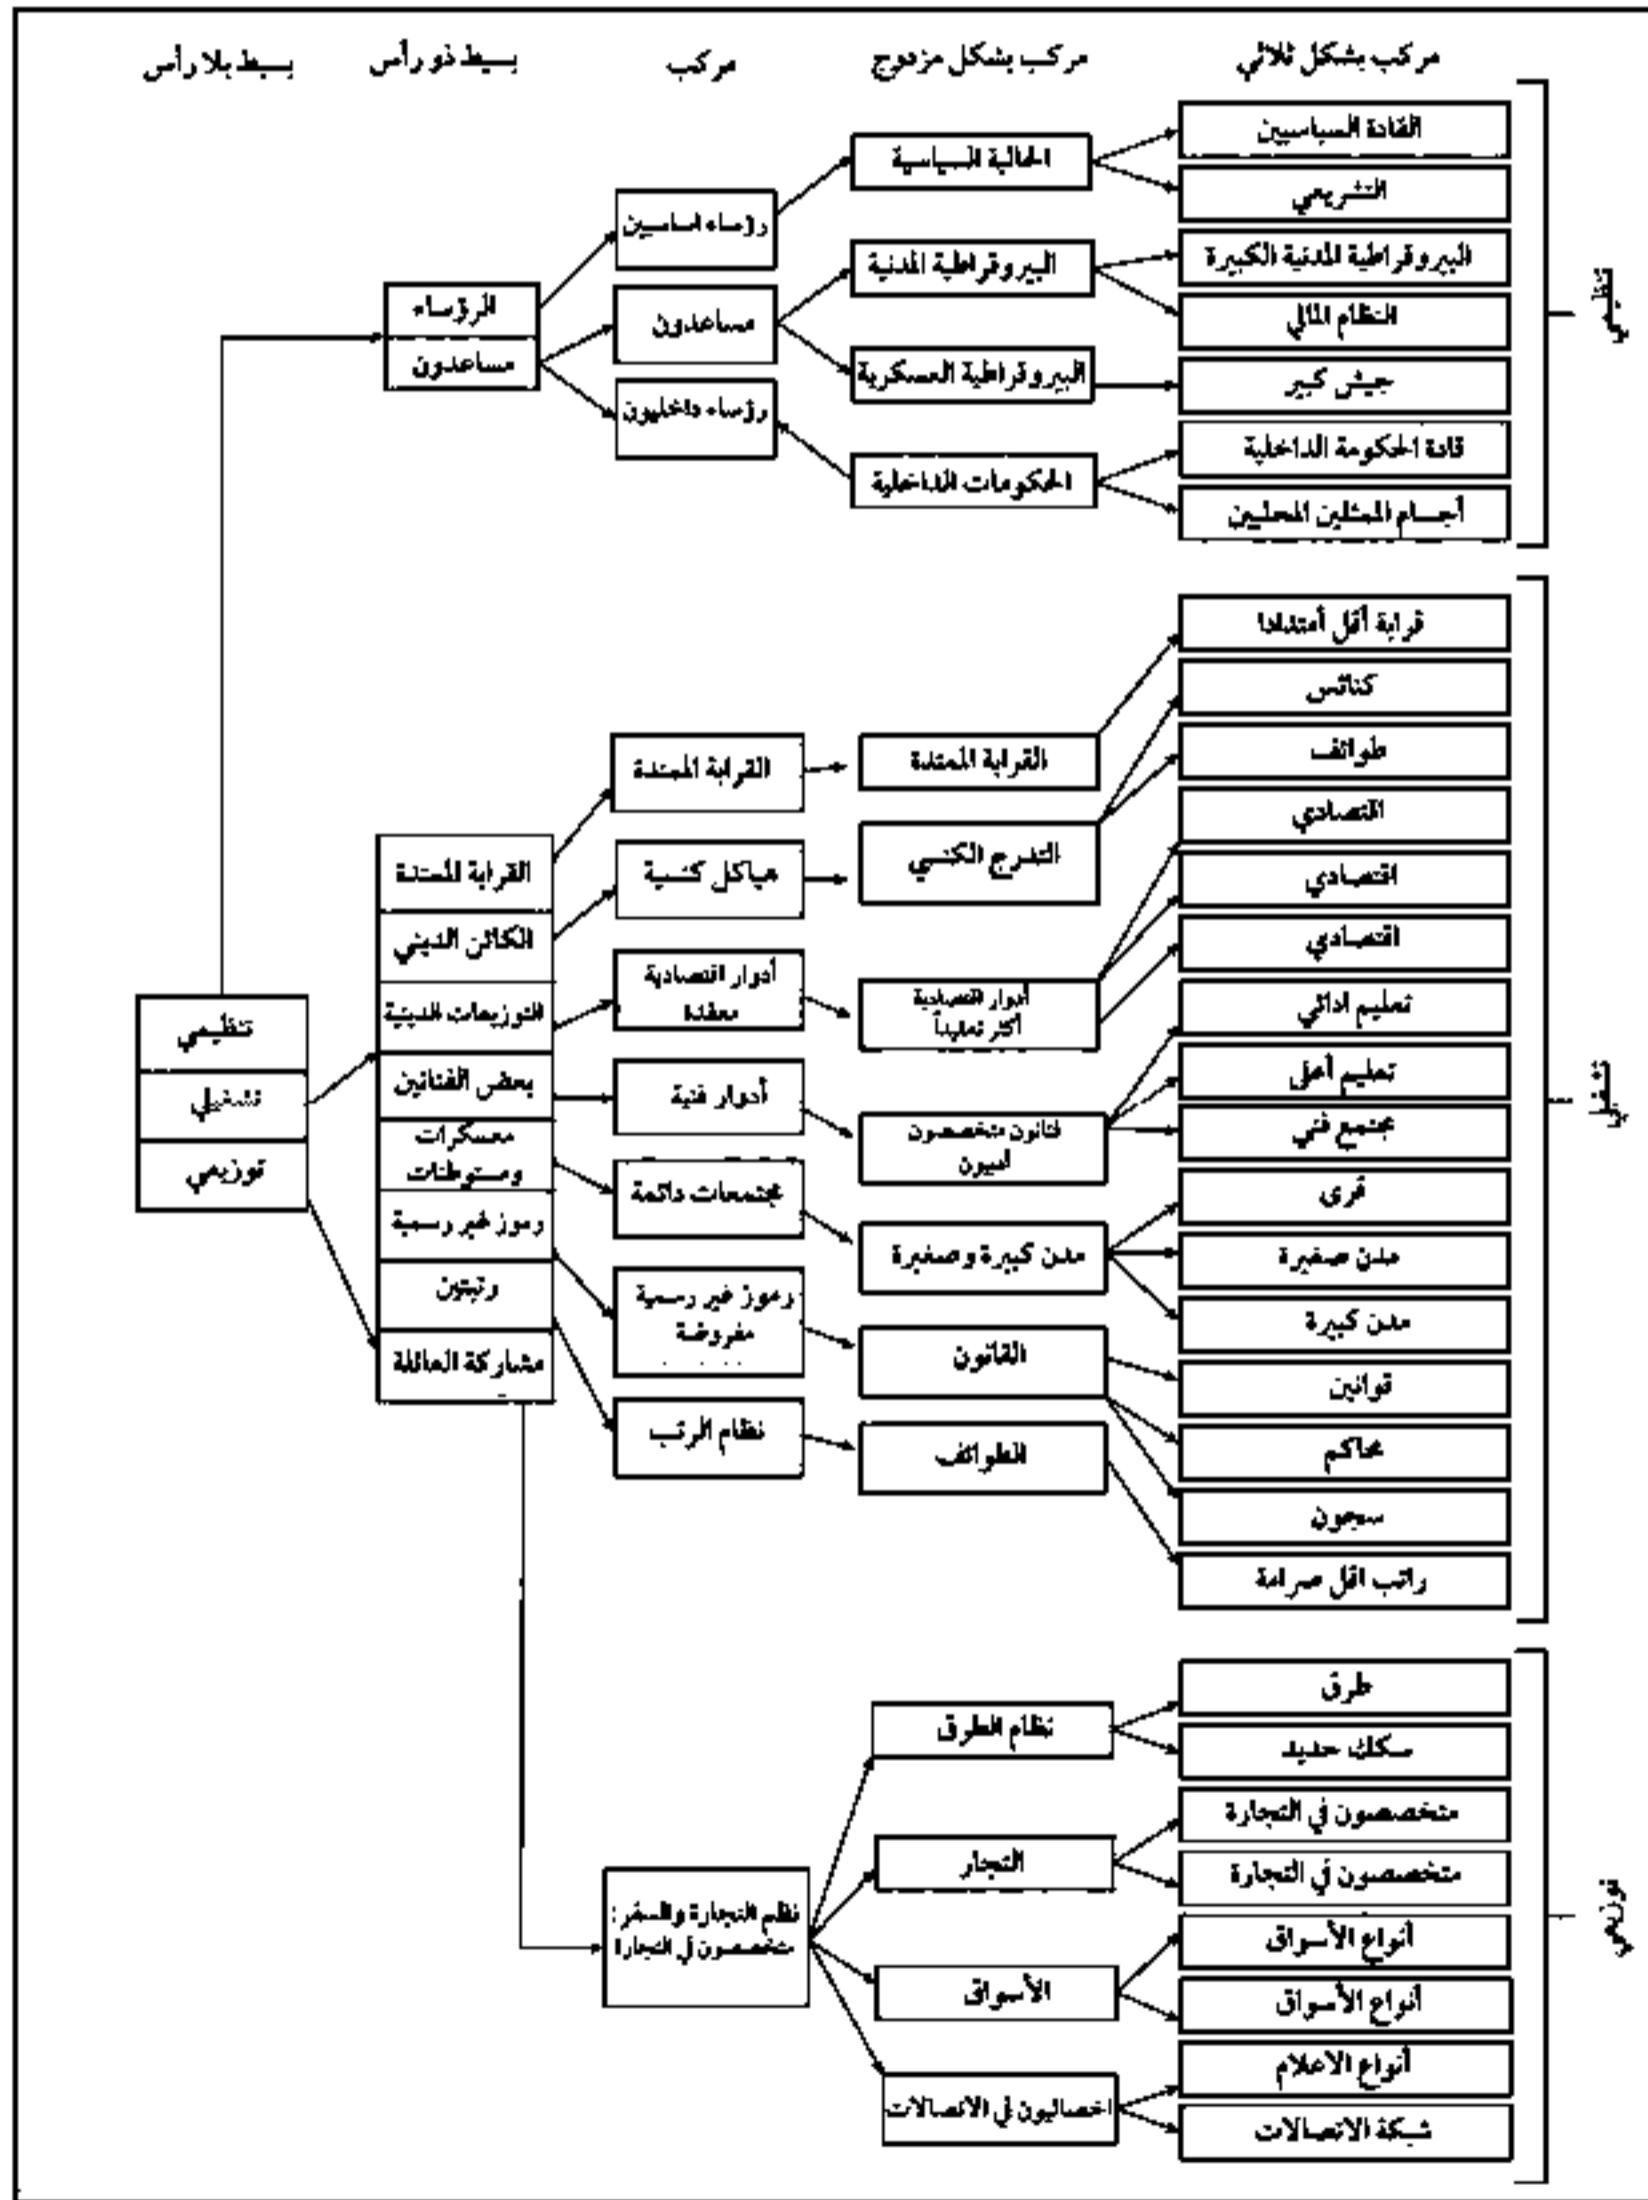 بسيط بلا رأس
بسيط ذو رأس
مركب
مركب بشكل مزدوج
مركب بشكل ثلاثي
تنظيمي
تشغيلي
توزيعي
الرؤساء
مساعدون
رؤساء اساسيين
مساعدون
رؤساء داخليون
السياسية
البيروقراطية المدنية
البيروقراطية العسكرية
الحكومات الداخلية
القادة السياسيين
التشريعي
البيروقراطية المدنية الكبيرة
النظام المالي
جيش كبير
قادة الحكومة الداخلية
أجسام الممثلين المحليين
تنظيمي
القرابة الممتدة
الكائن الديني
التوزيعات الدينية
بعض الفنانين
معسكرات
ومستوطنات
رموز غير رسمية
رتبتين
مشاركة العائلة
القرابة الممتدة
هياكل كنسية
أدوار اقتصادية
معقدة
أدوار فنية
مجتمعات دائمة
رموز غير رسمية
مفروضة
نظام الرتب
القرابة الممتدة
التدرج الكنسي
أدوار اقتصادية
أكثر تعقيداً
فنانون متخصصون
مدن كبيرة وصغيرة
القانون
الطوائف
قرابة أقل أمتدادا
كنائس
طوائف
اقتصادي
اقتصادي
اقتصادي
تعليم
تعليم أعلى
مجتمع فني
قرى
مدن صغيرة
مدن كبيرة
قوانين
محاكم
سجون
راتب اقل صرامة
تشغيلي
نظم التجارة والسفر:
متخصصون في التجارة
نظام الطرق
التجار
الأسواق
اخصائيون في الاتصالات
طرق
سكك حديد
متخصصون في التجارة
متخصصون في التجارة
أنواع الأسواق
أنواع الأسواق
أنواع الاعلام
شبكة الاتصالات
توزيعي